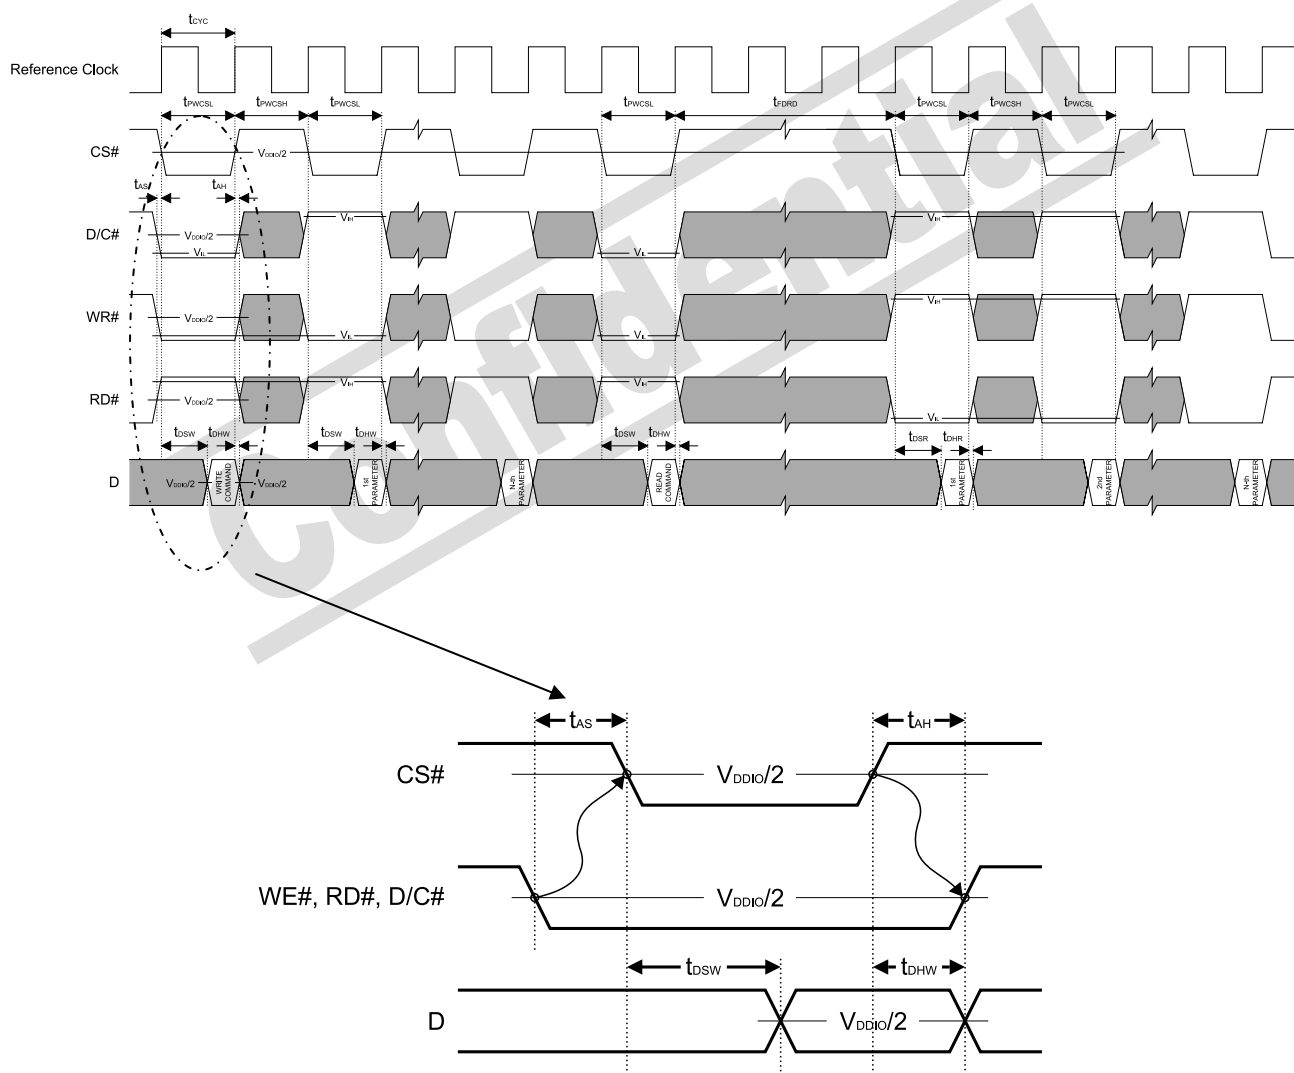 tCYC
Reference Clock
tPWCSL tPWCSH tPWCSL tPWCSL tFDRD tPWCSL tPWCSH tPWCSL
CS# VDDIO/2
tAS tAH
D/C# VDDIO/2 VIL VIH VIL VIH
WR# VDDIO/2 VIL VIL VIH
RD# VDDIO/2 VIH VIH VIL
tDSW tDHW tDSW tDHW tDSW tDHW tDSR tDHR
D VDDIO/2 WRITE COMMAND VDDIO/2 1st PARAMETER N-th PARAMETER READ COMMAND 1st PARAMETER 2nd PARAMETER N-th PARAMETER
Confidential
tAS tAH
CS# VDDIO/2
WE#, RD#, D/C# VDDIO/2
tDSW tDHW
D VDDIO/2